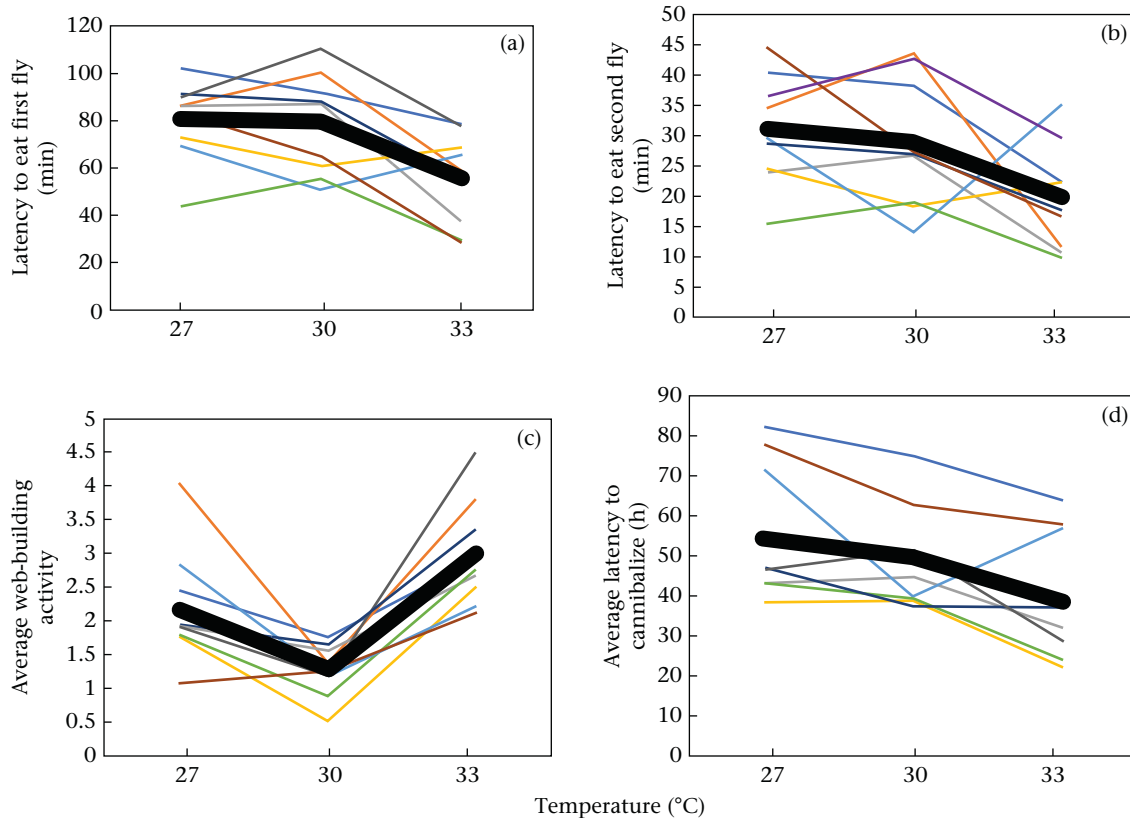 (a)
Latency to eat first fly
(min)
120
100
80
60
40
20
0
27 30 33
(b)
Latency to eat second fly
(min)
50
45
40
35
30
25
20
15
10
5
0
27 30 33
(c)
Average web-building
activity
5
4.5
4
3.5
3
2.5
2
1.5
1
0.5
0
27 30 33
(d)
Average latency to
cannibalize (h)
90
80
70
60
50
40
30
20
10
0
27 30 33
Temperature (°C)